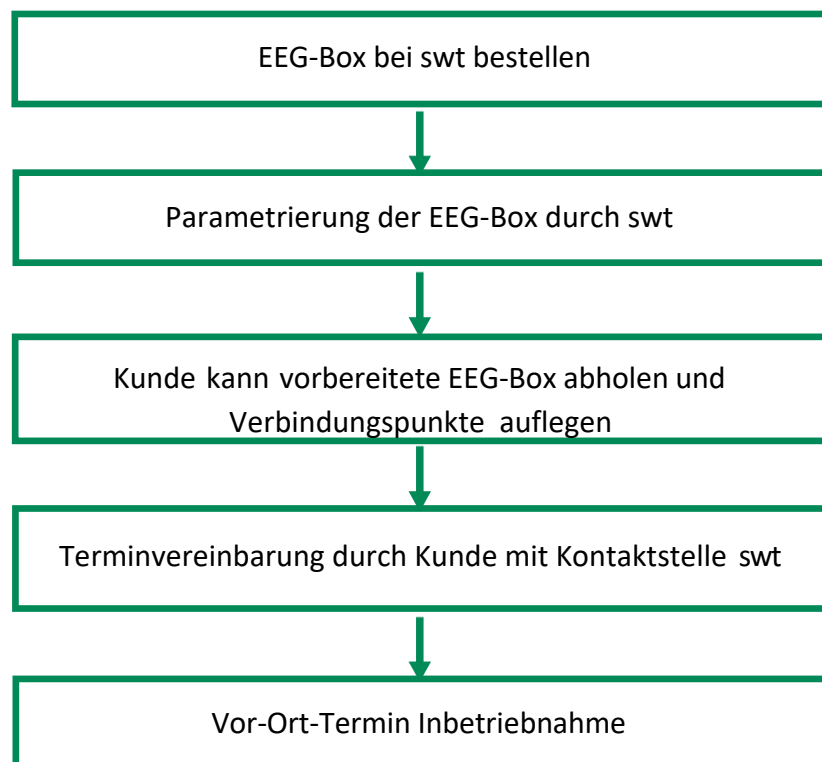 EEG-Box bei swt bestellen
Parametrierung der EEG-Box durch swt
Kunde kann vorbereitete EEG-Box abholen und
Verbindungspunkte auflegen
Terminvereinbarung durch Kunde mit Kontaktstelle swt
Vor-Ort-Termin Inbetriebnahme